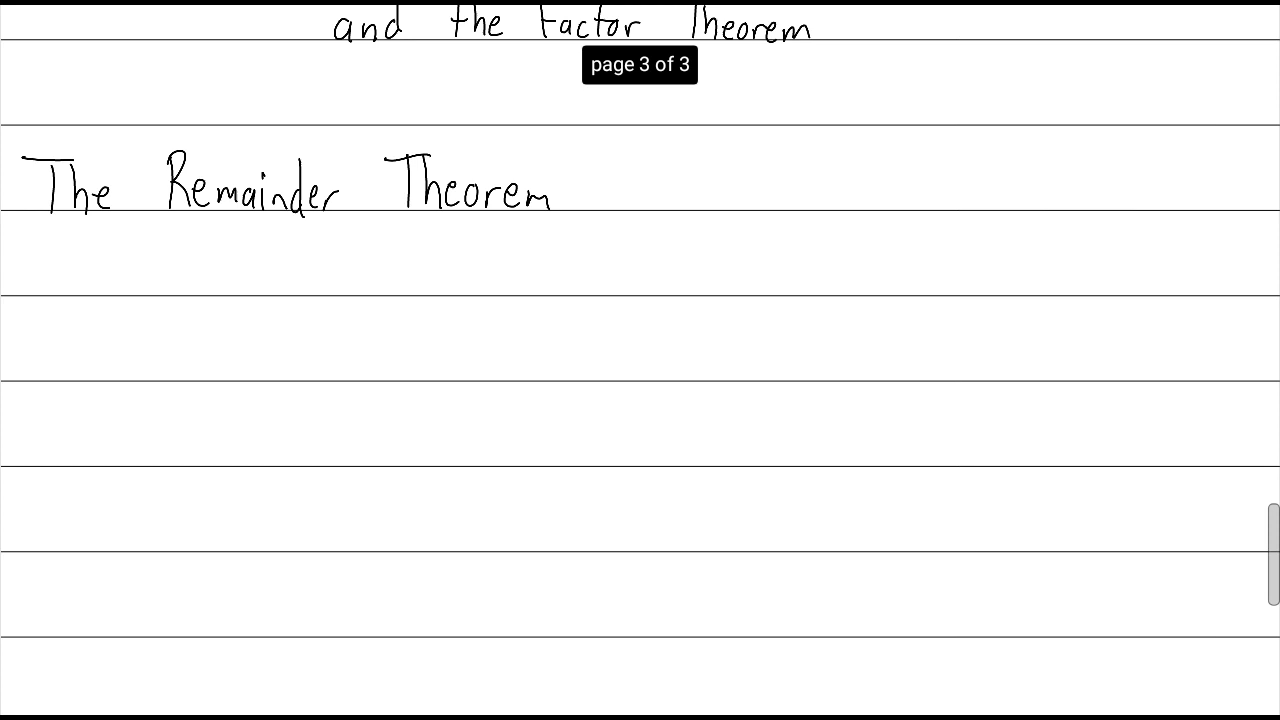 and the Factor Theorem
page 3 of 3
The Remainder Theorem